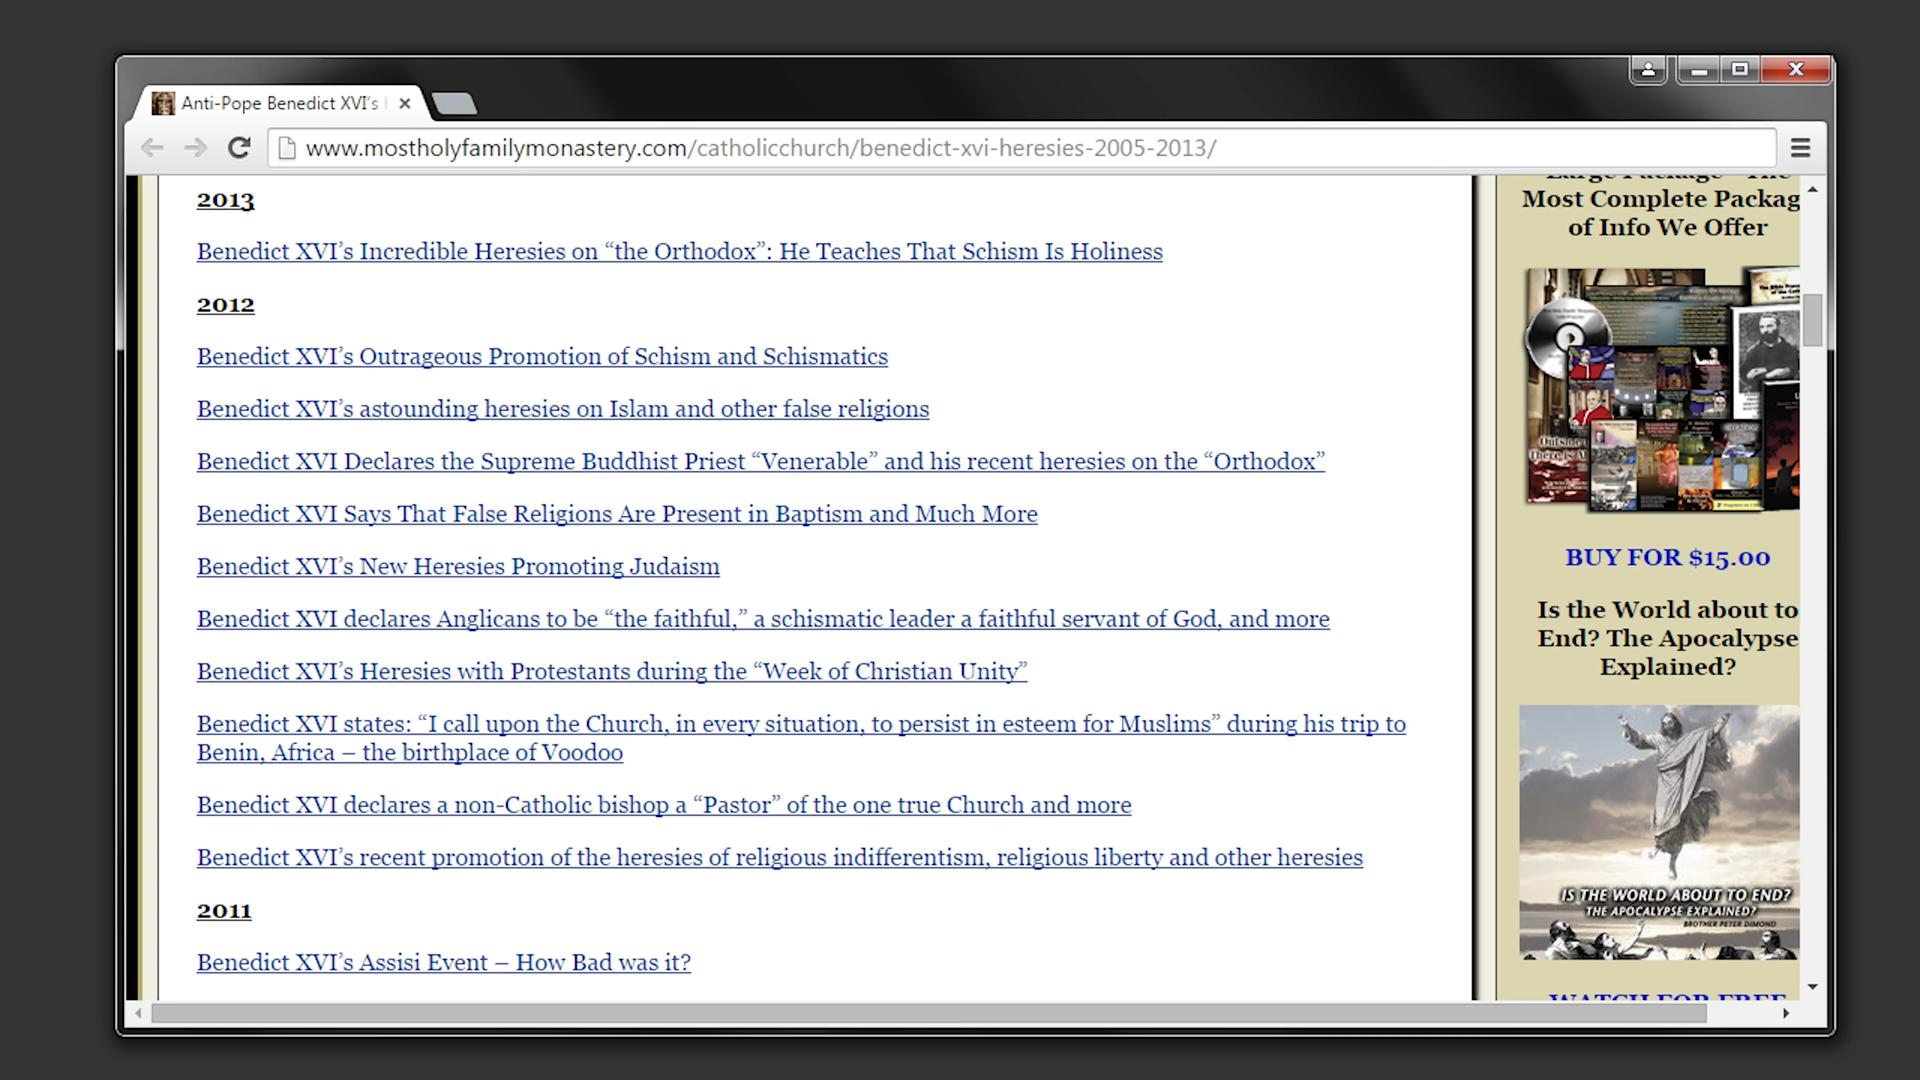 Anti-Pope Benedict XVI's
www.mostholyfamilymonastery.com/catholicchurch/benedict-xvi-heresies-2005-2013/
2013
Benedict XVI’s Incredible Heresies on “the Orthodox”: He Teaches That Schism Is Holiness
2012
Benedict XVI’s Outrageous Promotion of Schism and Schismatics
Benedict XVI’s astounding heresies on Islam and other false religions
Benedict XVI Declares the Supreme Buddhist Priest “Venerable” and his recent heresies on the “Orthodox”
Benedict XVI Says That False Religions Are Present in Baptism and Much More
Benedict XVI’s New Heresies Promoting Judaism
Benedict XVI declares Anglicans to be “the faithful,” a schismatic leader a faithful servant of God, and more
Benedict XVI’s Heresies with Protestants during the “Week of Christian Unity”
Benedict XVI states: “I call upon the Church, in every situation, to persist in esteem for Muslims” during his trip to
Benin, Africa – the birthplace of Voodoo
Benedict XVI declares a non-Catholic bishop a “Pastor” of the one true Church and more
Benedict XVI’s recent promotion of the heresies of religious indifferentism, religious liberty and other heresies
2011
Benedict XVI’s Assisi Event – How Bad was it?
Large Package - The
Most Complete Packag
of Info We Offer
BUY FOR $15.00
Is the World about to
End? The Apocalypse
Explained?
IS THE WORLD ABOUT TO END?
THE APOCALYPSE EXPLAINED?
BROTHER PETER DIMOND
WATCH FOR FREE